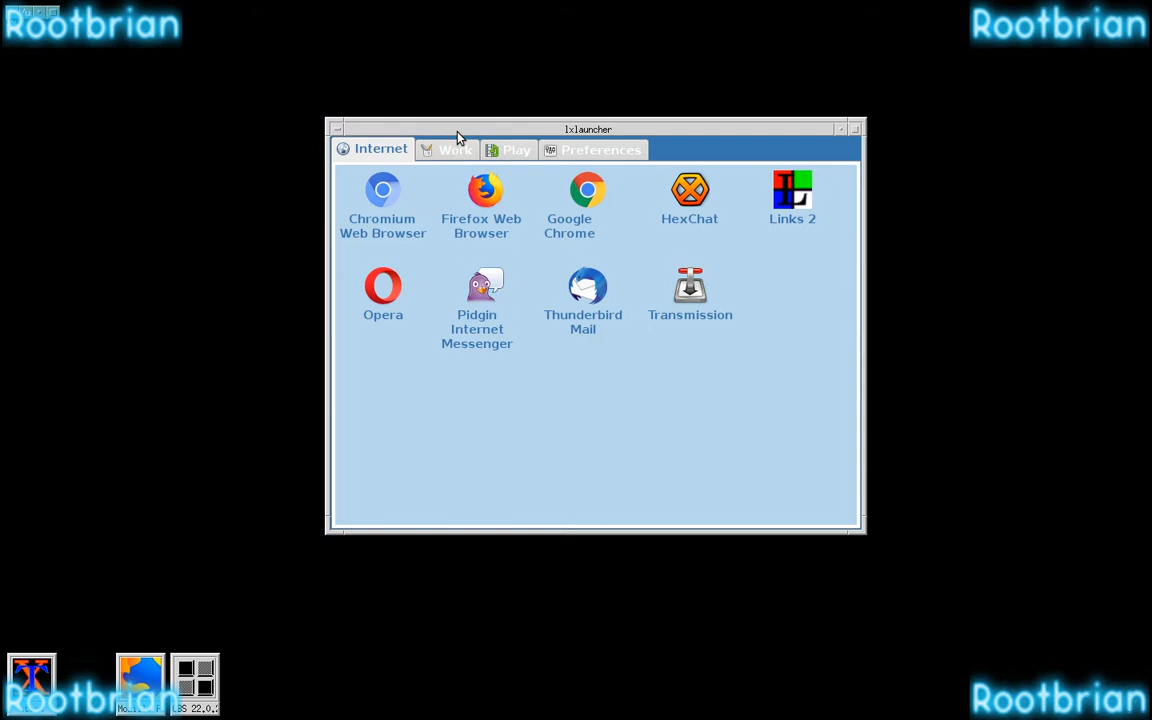 Rootbrian
Rootbrian
lxlauncher
Internet
Work
Play
Preferences
Chromium
Web Browser
Firefox Web
Browser
Google
Chrome
HexChat
Links 2
Opera
Pidgin
Internet
Messenger
Thunderbird
Mail
Transmission
Rootbrian
Rootbrian